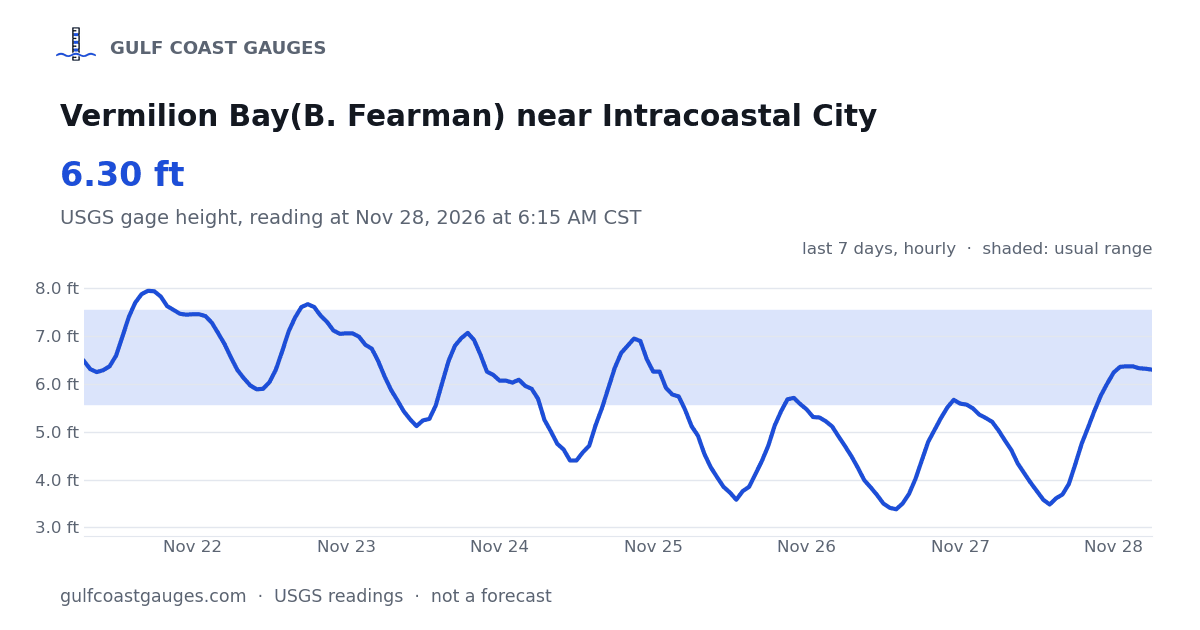 GULF COAST GAUGES
Vermilion Bay(B. Fearman) near Intracoastal City
6.30 ft
USGS gage height, reading at Nov 28, 2026 at 6:15 AM CST
last 7 days, hourly · shaded: usual range
8.0 ft
7.0 ft
6.0 ft
5.0 ft
4.0 ft
3.0 ft
Nov 22 Nov 23 Nov 24 Nov 25 Nov 26 Nov 27 Nov 28
gulfcoastgauges.com · USGS readings · not a forecast